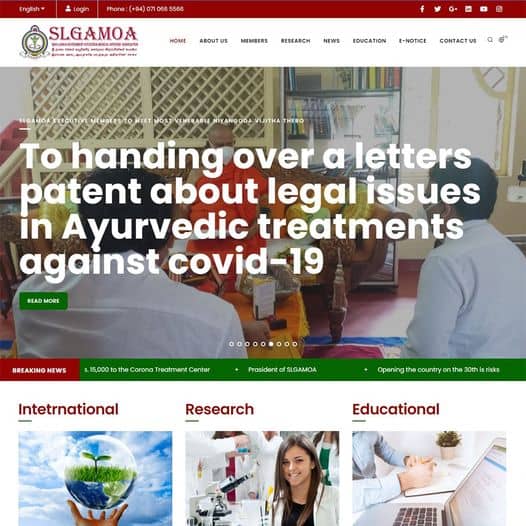 English
Login
Phone : (+94) 071 066 5566
SLGAMOA
HOME
ABOUT US
MEMBERS
RESEARCH
NEWS
EDUCATION
E-NOTICE
CONTACT US
SLGAMOA EXECUTIVE MEMBERS TO MEET MOST VENERABLE NIYANGODA VIJITHA THERO
To handing over a letters
patent about legal issues
in Ayurvedic treatments
against covid-19
READ MORE
BREAKING NEWS
s. 15,000 to the Corona Treatment Center
President of SLGAMOA
Opening the country on the 30th is risks
Intetrnational
Research
Educational